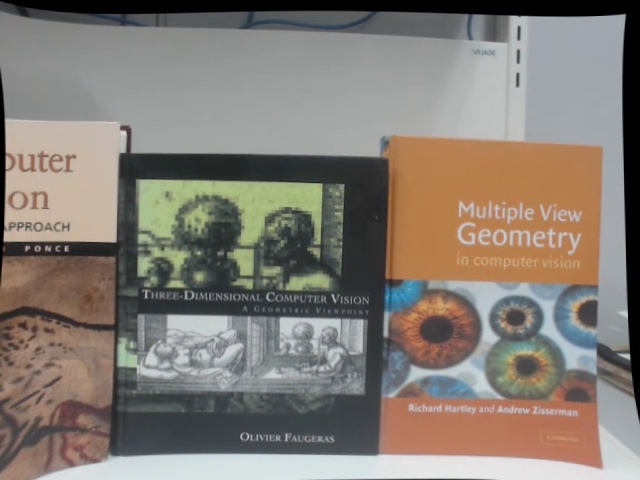 puter
on
APPROACH
PONCE
THREE-DIMENSIONAL COMPUTER VISION
A GEOMETRIC VIEWPOINT
OLIVIER FAUGERAS
Multiple View
Geometry
in computer vision
Richard Hartley and Andrew Zisserman
CAMBRIDGE